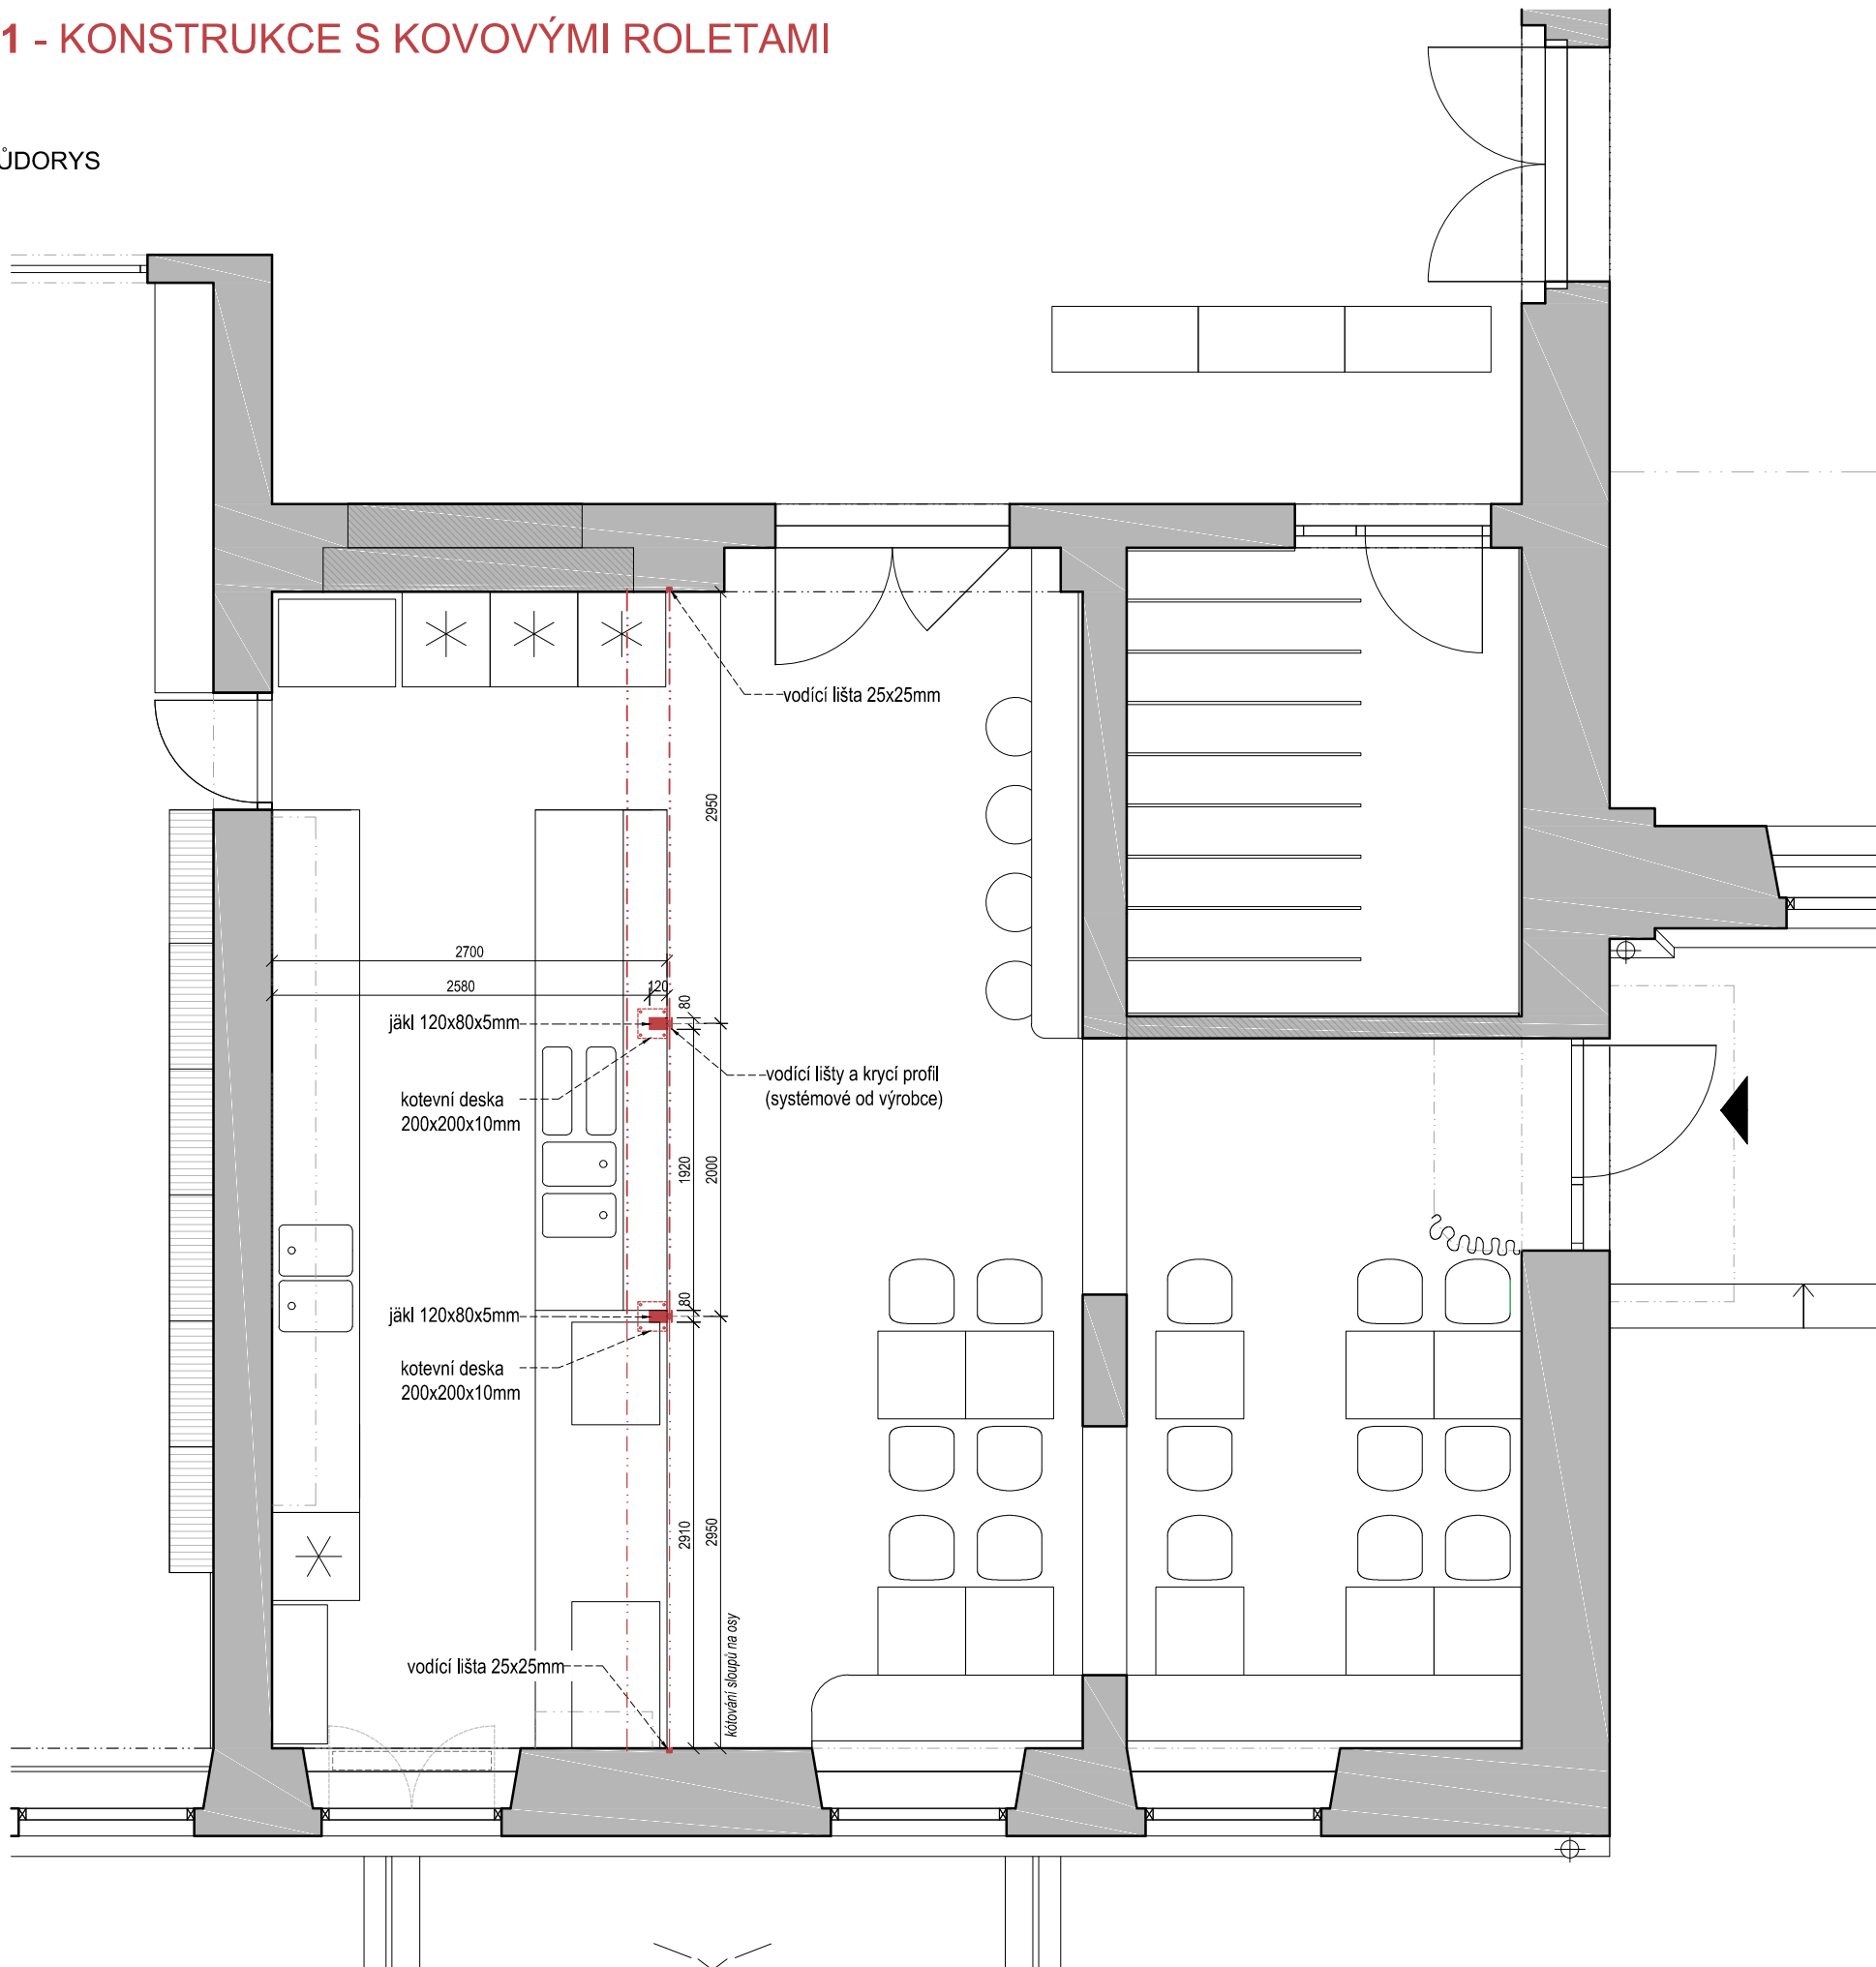 1 - KONSTRUKCE S KOVOVÝMI ROLETAMI
ŮDORYS
vodící lišta 25x25mm
2950
2700
2580
120
80
jäkl 120x80x5mm
vodící lišty a krycí profil
(systémové od výrobce)
kotevní deska
200x200x10mm
1920
2000
80
jäkl 120x80x5mm
kotevní deska
200x200x10mm
2910
2950
kótování sloupů na osy
vodící lišta 25x25mm